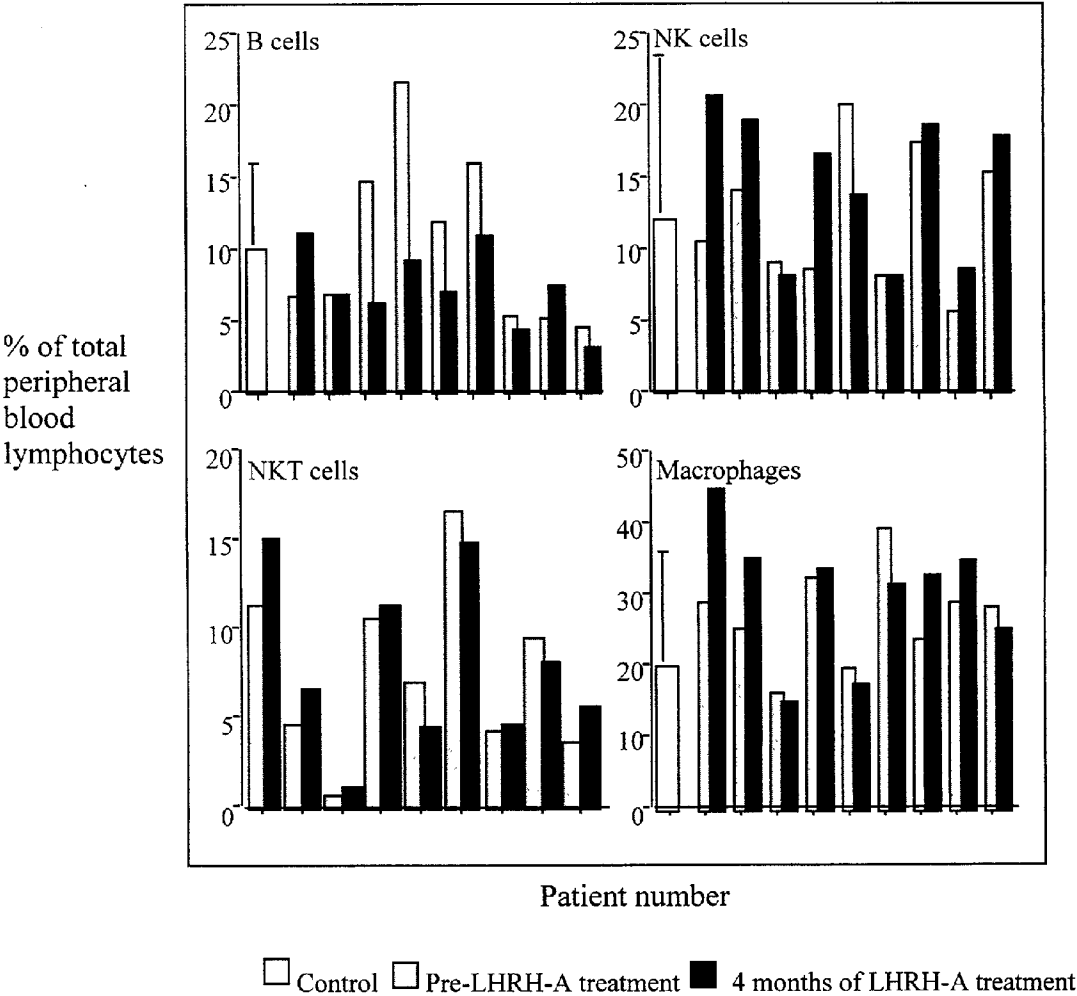 B cells
25
20
15
10
5
0
NK cells
25
20
15
10
5
0
% of total
peripheral
blood
lymphocytes
NKT cells
20
15
10
5
0
Macrophages
50
40
30
20
10
0
Patient number
Control Pre-LHRH-A treatment 4 months of LHRH-A treatment